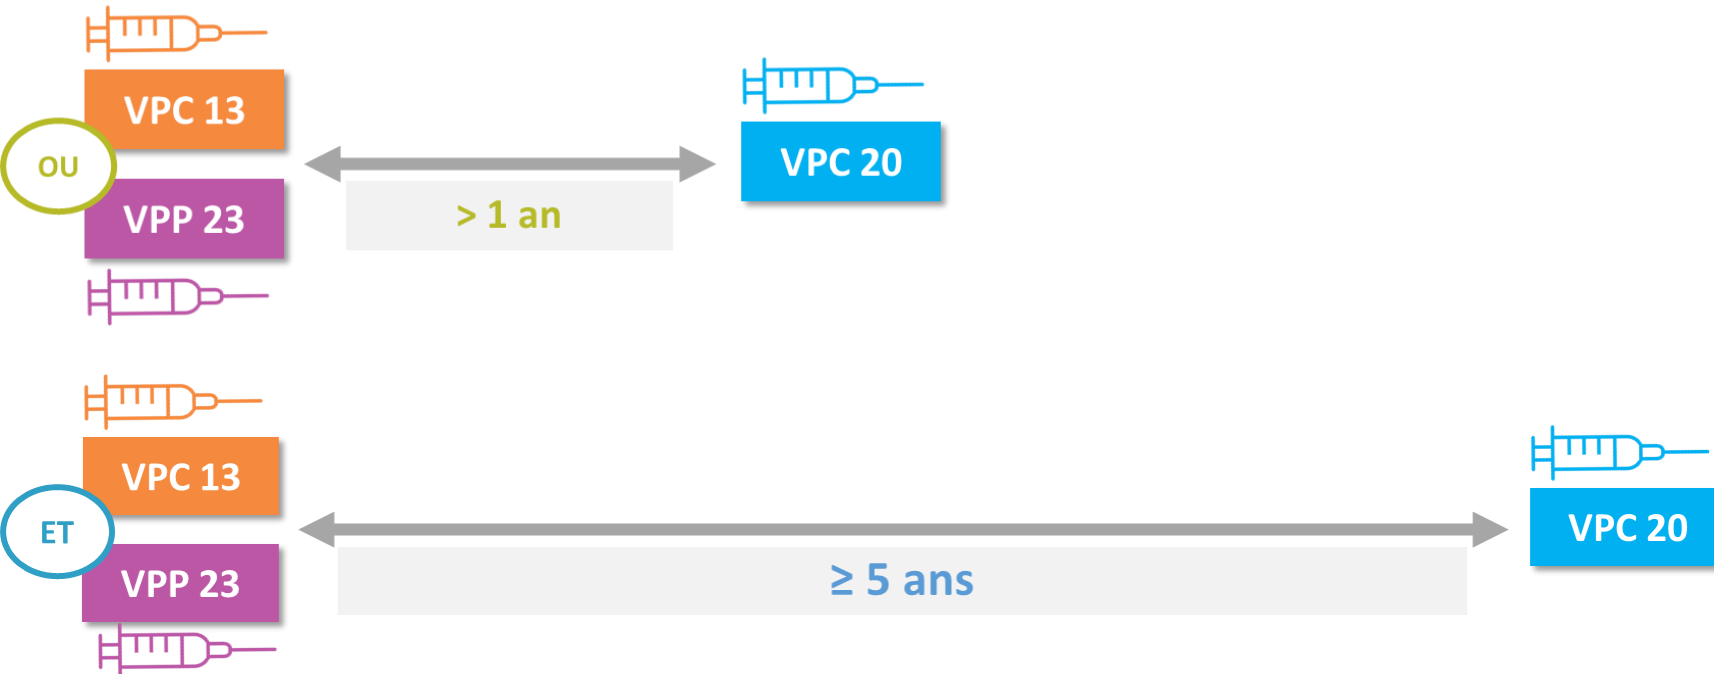 VPC 13
OU
VPP 23
> 1 an
VPC 20
VPC 13
ET
VPP 23
≥ 5 ans
VPC 20